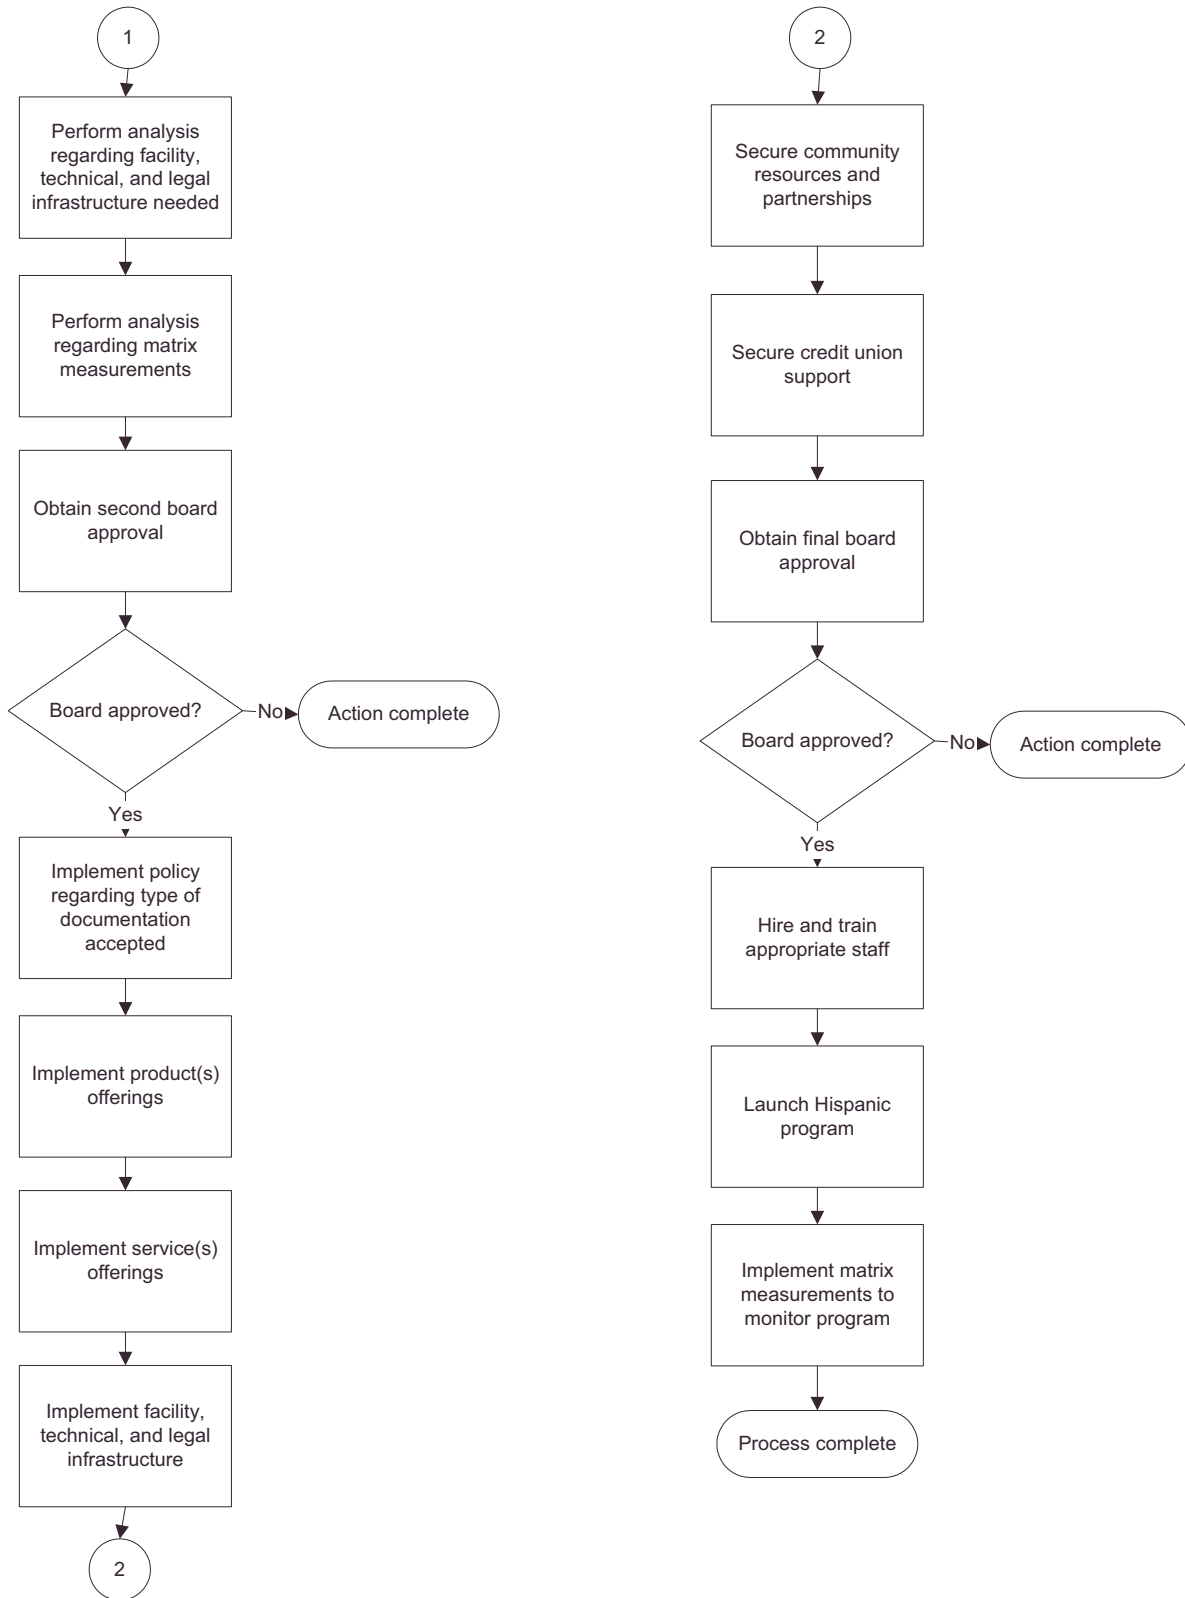 1
Perform analysis
regarding facility,
technical, and legal
infrastructure needed
Perform analysis
regarding matrix
measurements
Obtain second board
approval
Board approved?
No
Action complete
Yes
Implement policy
regarding type of
documentation
accepted
Implement product(s)
offerings
Implement service(s)
offerings
Implement facility,
technical, and legal
infrastructure
2
2
Secure community
resources and
partnerships
Secure credit union
support
Obtain final board
approval
Board approved?
No
Action complete
Yes
Hire and train
appropriate staff
Launch Hispanic
program
Implement matrix
measurements to
monitor program
Process complete